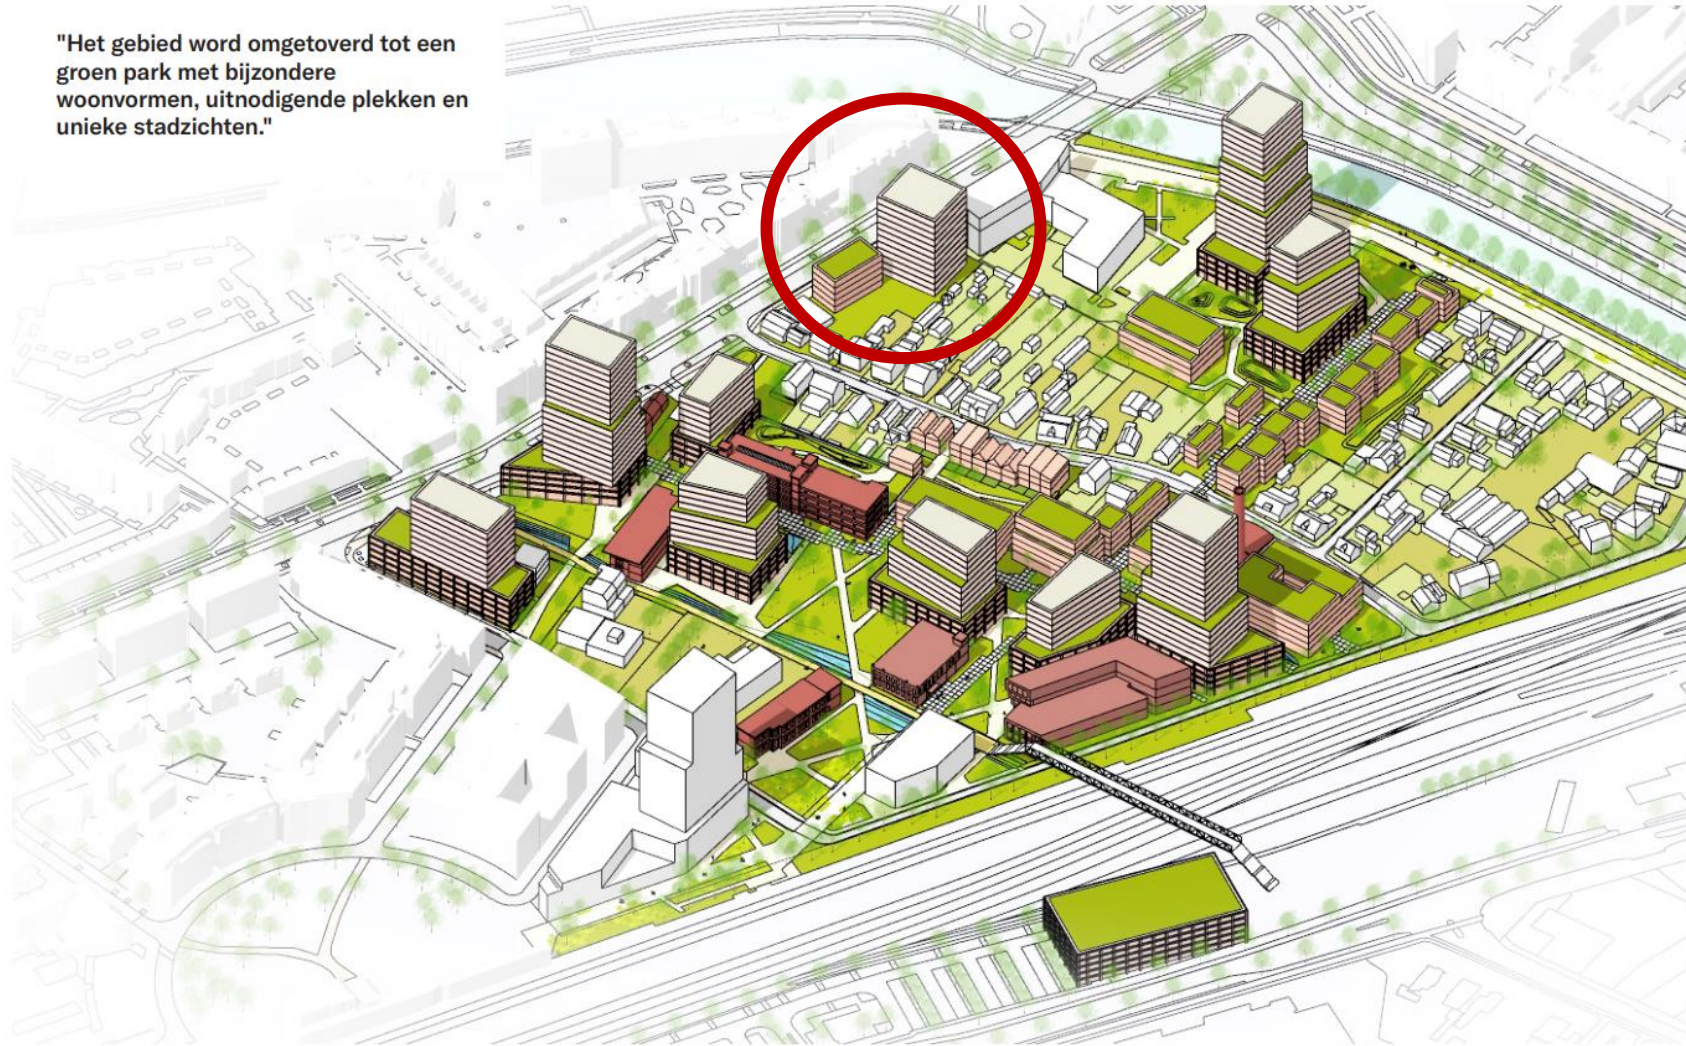 "Het gebied word omgetoverd tot een
groen park met bijzondere
woonvormen, uitnodigende plekken en
unieke stadzichten."